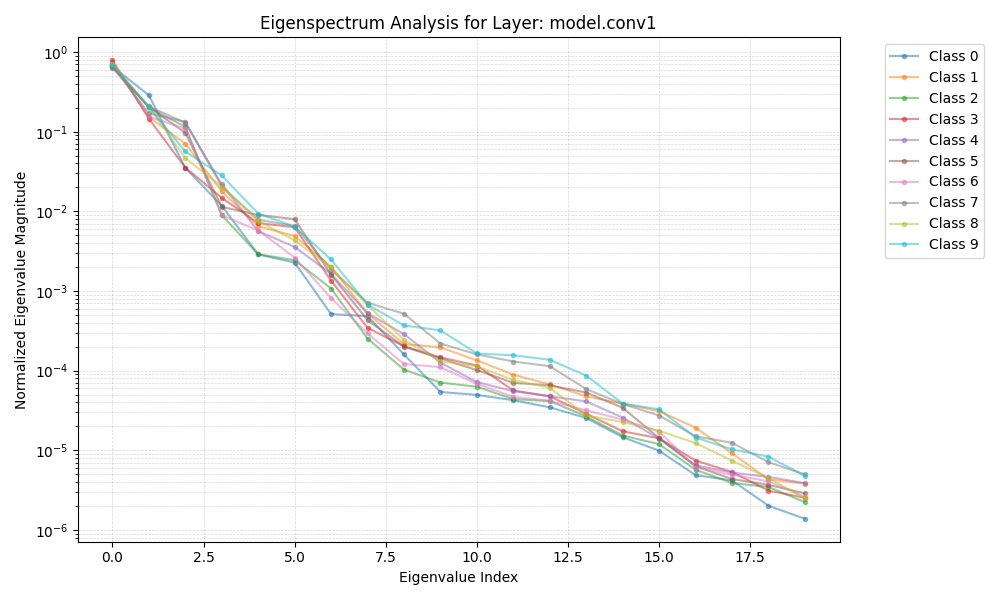 Eigenspectrum Analysis for Layer: model.conv1
Normalized Eigenvalue Magnitude
10^0
10^-1
10^-2
10^-3
10^-4
10^-5
10^-6
0.0 2.5 5.0 7.5 10.0 12.5 15.0 17.5
Eigenvalue Index
Class 0
Class 1
Class 2
Class 3
Class 4
Class 5
Class 6
Class 7
Class 8
Class 9